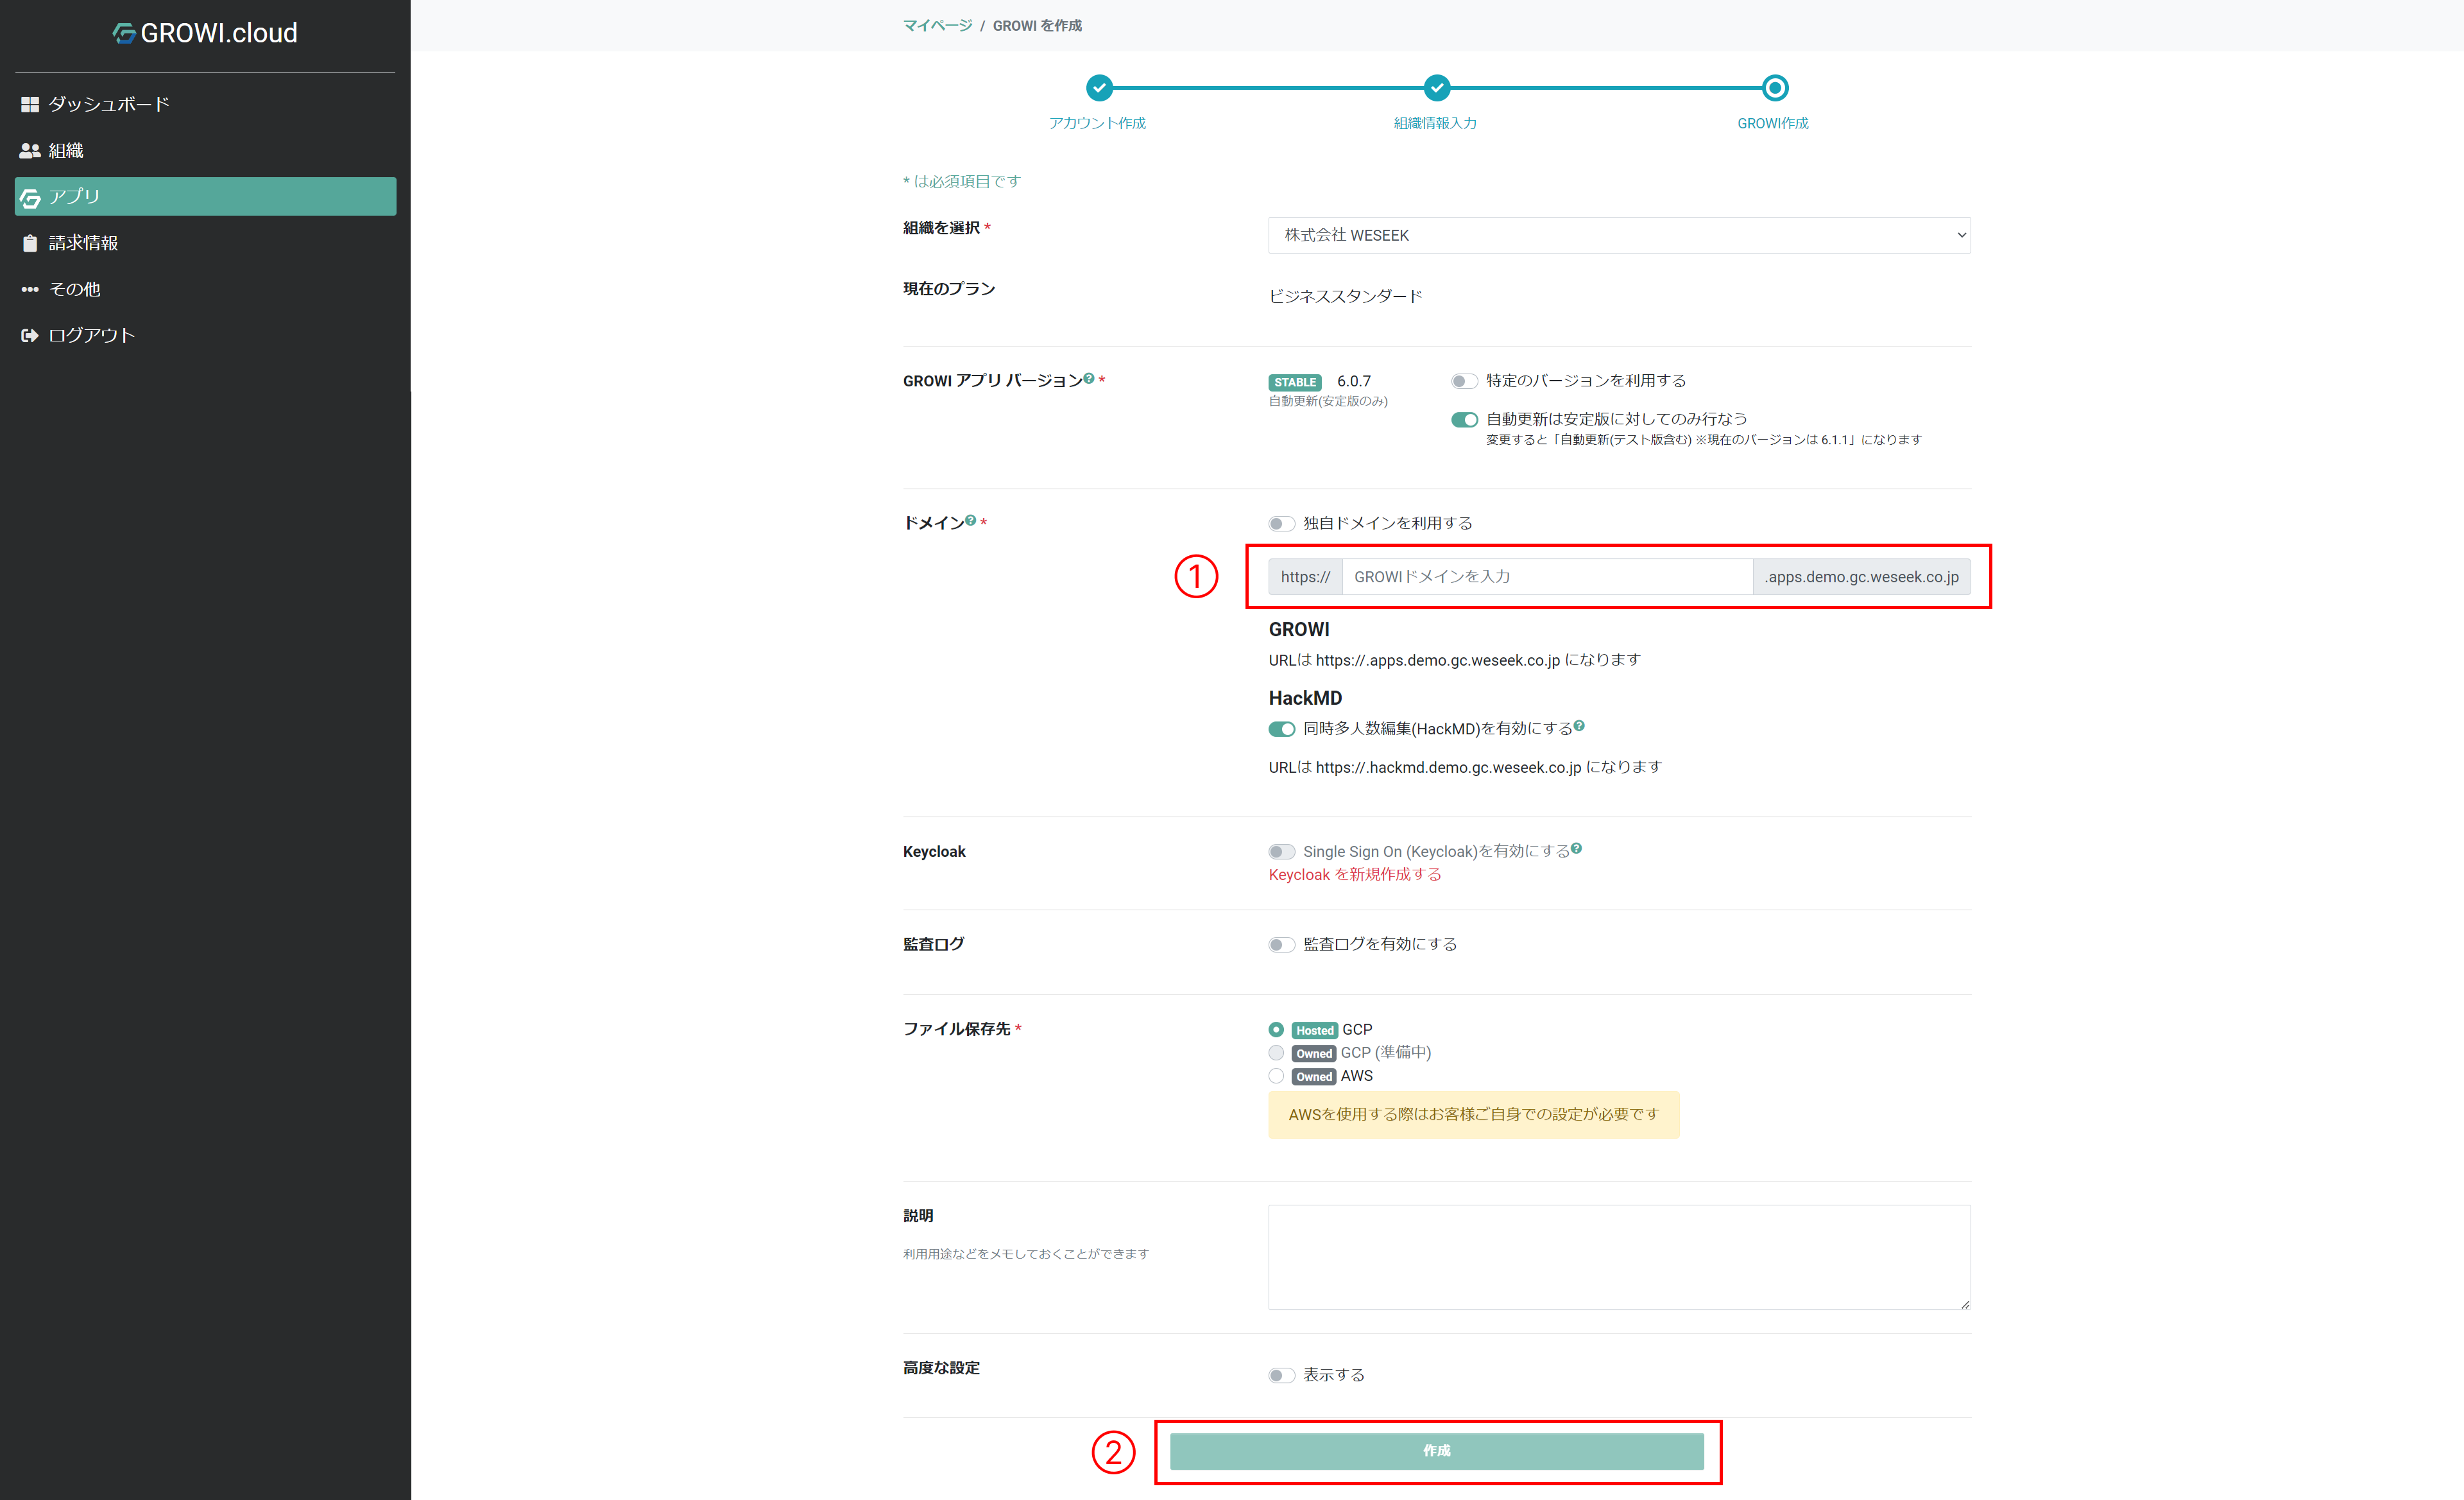 GROWI.cloud
ダッシュボード
組織
アプリ
請求情報
その他
ログアウト
マイページ / GROWI を作成
アカウント作成
組織情報入力
GROWI作成
* は必須項目です
組織を選択 *
株式会社 WESEEK
現在のプラン
ビジネススタンダード
GROWI アプリ バージョン *
STABLE 6.0.7
自動更新(安定版のみ)
特定のバージョンを利用する
自動更新は安定版に対してのみ行なう
変更すると「自動更新(テスト版含む) ※現在のバージョンは 6.1.1」になります
ドメイン *
独自ドメインを利用する
①
https:// GROWIドメインを入力 .apps.demo.gc.weseek.co.jp
GROWI
URLは https://.apps.demo.gc.weseek.co.jp になります
HackMD
同時多人数編集(HackMD)を有効にする
URLは https://.hackmd.demo.gc.weseek.co.jp になります
Keycloak
Single Sign On (Keycloak)を有効にする
Keycloak を新規作成する
監査ログ
監査ログを有効にする
ファイル保存先 *
Hosted GCP
Owned GCP (準備中)
Owned AWS
AWSを使用する際はお客様ご自身での設定が必要です
説明
利用用途などをメモしておくことができます
高度な設定
表示する
②
作成